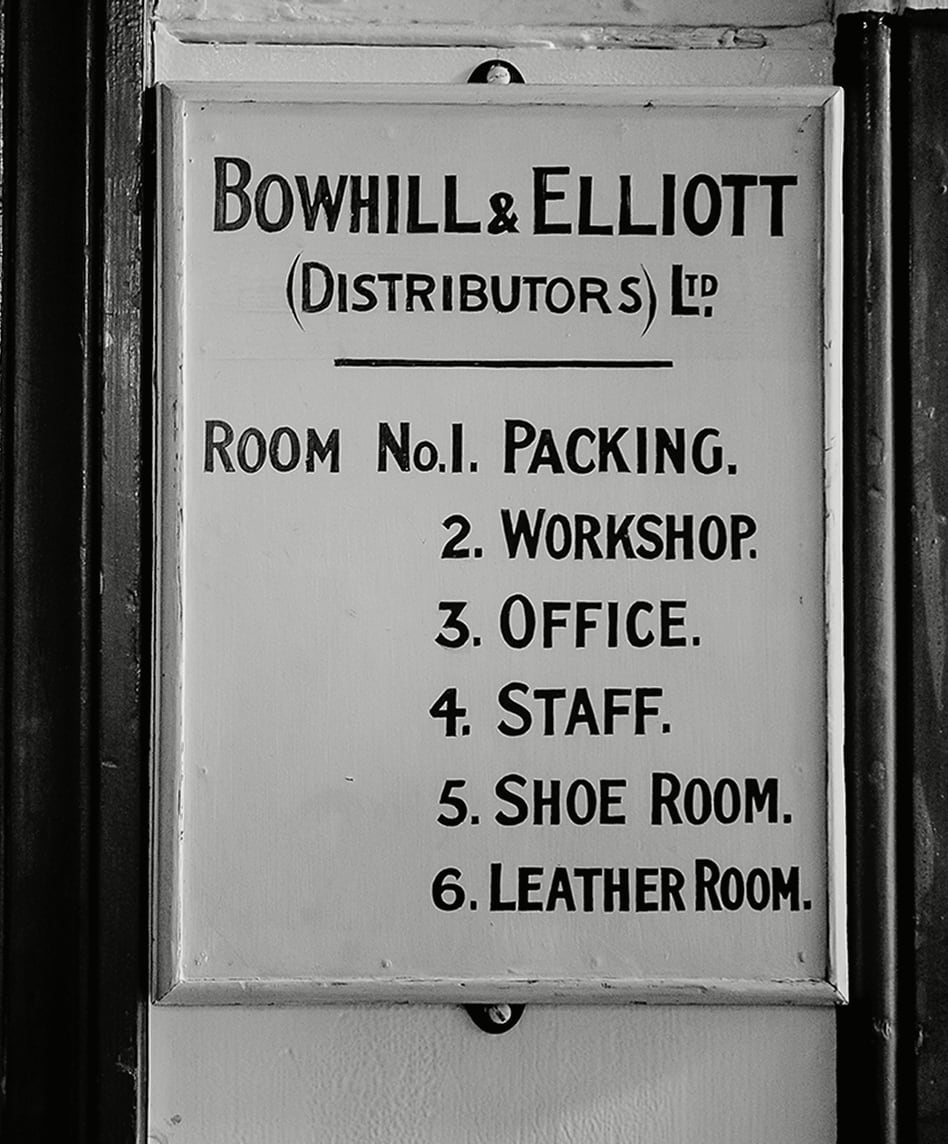 BOWHILL & ELLIOTT
(DISTRIBUTORS) LTD.
ROOM No.1. PACKING.
2. WORKSHOP.
3. OFFICE.
4. STAFF.
5. SHOE ROOM.
6. LEATHER ROOM.